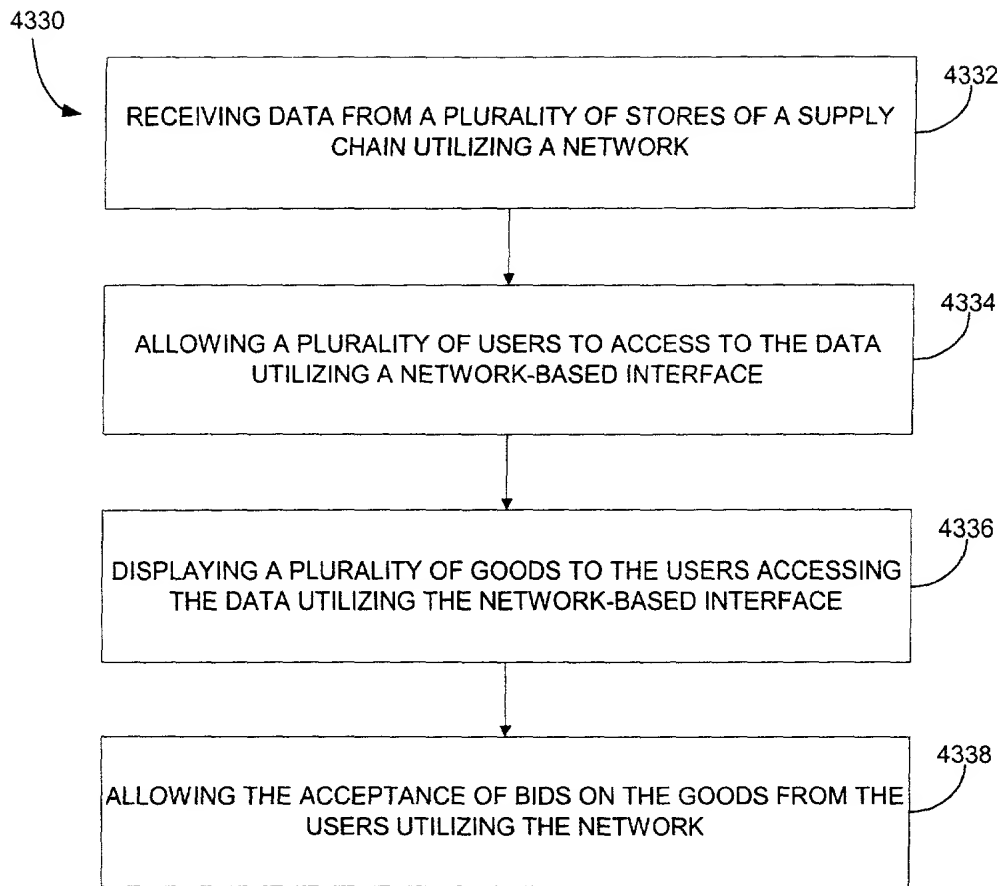 4330
4332
RECEIVING DATA FROM A PLURALITY OF STORES OF A SUPPLY
CHAIN UTILIZING A NETWORK
4334
ALLOWING A PLURALITY OF USERS TO ACCESS TO THE DATA
UTILIZING A NETWORK-BASED INTERFACE
4336
DISPLAYING A PLURALITY OF GOODS TO THE USERS ACCESSING
THE DATA UTILIZING THE NETWORK-BASED INTERFACE
4338
ALLOWING THE ACCEPTANCE OF BIDS ON THE GOODS FROM THE
USERS UTILIZING THE NETWORK